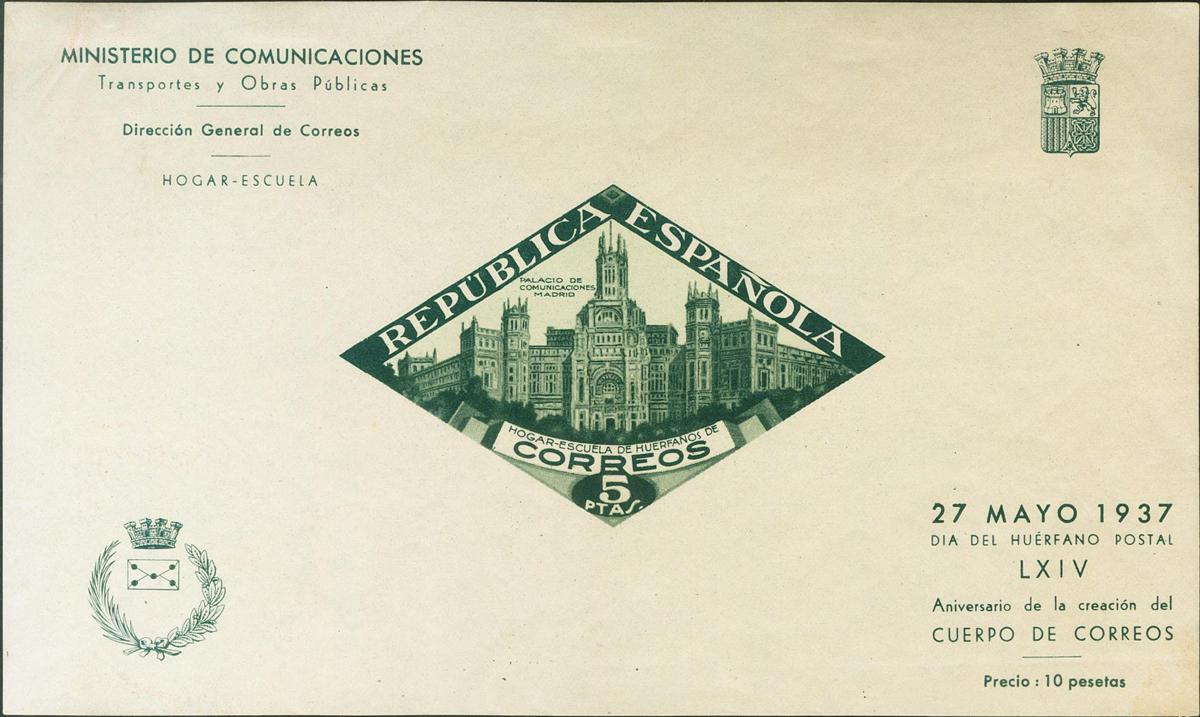 MINISTERIO DE COMUNICACIONES
Transportes y Obras Públicas
Dirección General de Correos
HOGAR-ESCUELA
REPÚBLICA ESPAÑOLA
PALACIO DE
COMUNICACIONES
MADRID
HOGAR-ESCUELA DE HUERFANOS DE
CORREOS
5
PTAS.
27 MAYO 1937
DIA DEL HUÉRFANO POSTAL
LXIV
Aniversario de la creación del
CUERPO DE CORREOS
Precio : 10 pesetas